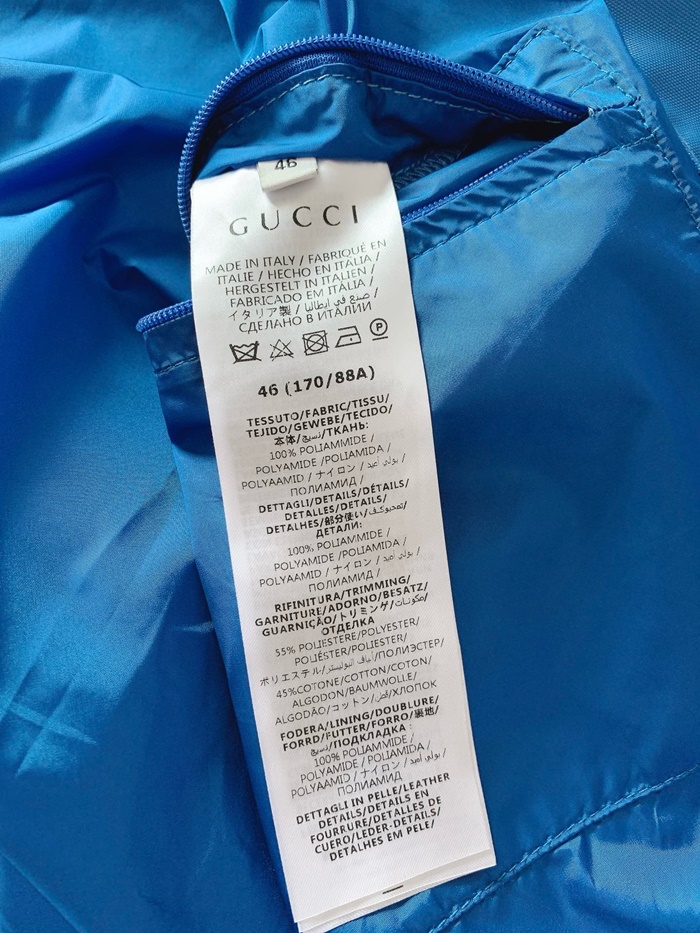 46
GUCCI
MADE IN ITALY / FABRIQUÉ EN
ITALIE / HECHO EN ITALIA /
HERGESTELLT IN ITALIEN /
FABRICADO EM ITÁLIA /
イタリア製 / صنع في ايطاليا /
СДЕЛАНО В ИТАЛИИ
P
46 (170/88A)
TESSUTO/FABRIC/TISSU/
TEJIDO/GEWEBE/TECIDO/
本体/نسيج/ТКАНЬ:
100% POLIAMMIDE /
POLYAMIDE /POLIAMIDA /
POLYAAMID / ナイロン / بولي أميد /
ПОЛИАМИД /
DETTAGLI/DETAILS/DÉTAILS/
DETALLES/DETAILS/
DETALHES/部分使い/
ДЕТАЛИ:
100% POLIAMMIDE /
POLYAMIDE /POLIAMIDA /
POLYAAMID / ナイロン / بولي أميد /
ПОЛИАМИД /
RIFINITURA/TRIMMING/
GARNITURE/ADORNO/BESATZ/
GUARNIÇÃO/トリミング/مكونات/
ОТДЕЛКА
55% POLIESTERE/POLYESTER/
POLIÉSTER/POLIESTER/
ポリエステル/ألياف البوليستر/ПОЛИЭСТЕР/
45%COTONE/COTTON/COTON/
ALGODON/BAUMWOLLE/
ALGODÃO/コットン/قطن/ХЛОПОК
FODERA/LINING/DOUBLURE/
FORRO/FUTTER/FORRO/裏地/
نسيج/ПОДКЛАДКА :
100% POLIAMMIDE /
POLYAMIDE /POLIAMIDA /
POLYAAMID / ナイロン / بولي أميد /
ПОЛИАМИД
DETTAGLI IN PELLE/LEATHER
DETAILS/DETAILS EN
FOURRURE/DETALLES DE
CUERO/LEDER-DETAILS/
DETALHES EM PELE/